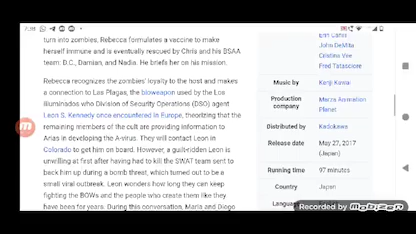 turn into zombies. Rebecca formulates a vaccine to make
herself immune and is eventually rescued by Chris and his BSAA
team: D.C., Damian, and Nadia. He briefs her on his mission.
Rebecca recognizes the zombies' loyalty to the host and makes
a connection to Las Plagas, the bioweapon used by the Los
Illuminados who Division of Security Operations (DSO) agent
Leon S. Kennedy once encountered in Europe, theorizing that the
remaining members of the cult are providing information to
Arias in developing the A-virus. They will contact Leon in
Colorado to get him on board. However, a guilt-ridden Leon is
unwilling at first after having had to kill the SWAT team sent to
back him up during a bomb threat, which turned out to be a
small viral outbreak. Leon wonders how long they can keep
fighting the BOWs and the people who create them like they
have been for years. During this conversation, Maria and Diogo
Erin Cahill
John DeMita
Cristina Vee
Fred Tatasciore
Music by Kenji Kawai
Production company Marza Animation Planet
Distributed by Kadokawa
Release date May 27, 2017 (Japan)
Running time 97 minutes
Country Japan
Recorded by Mobizen